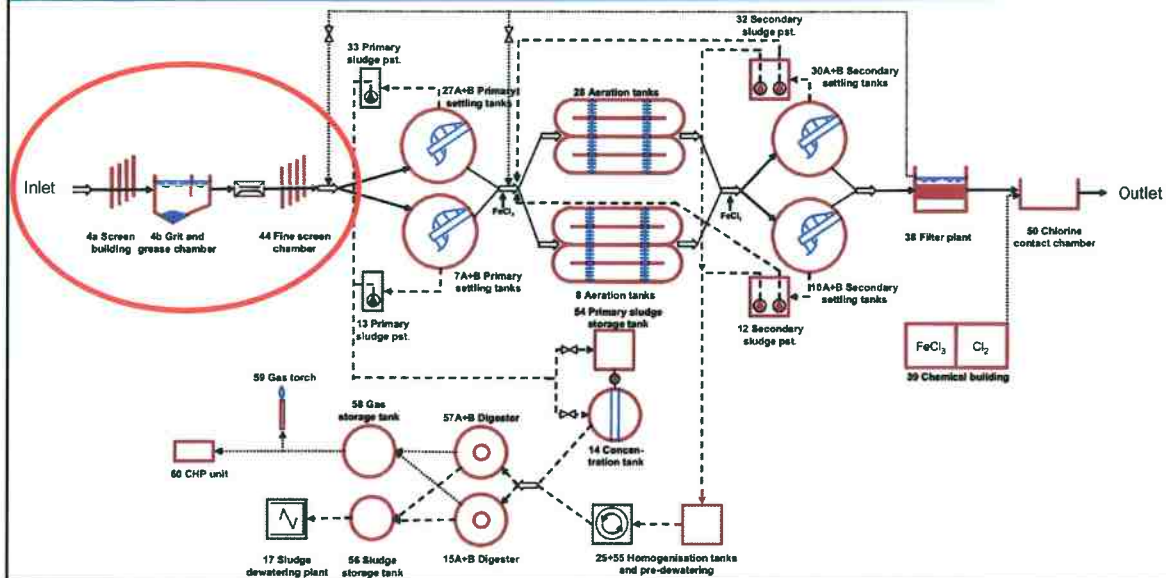 32 Secondary
sludge pst.
33 Primary
sludge pst.
27A+B Primary
settling tanks
28 Aeration tanks
30A+B Secondary
settling tanks
Inlet
Outlet
4a Screen
building
4b Grit and
grease chamber
44 Fine screen
chamber
FeCl₃
FeCl₃
38 Filter plant
50 Chlorine
contact chamber
7A+B Primary
settling tanks
8 Aeration tanks
10A+B Secondary
settling tanks
13 Primary
sludge pst.
54 Primary sludge
storage tank
12 Secondary
sludge pst.
FeCl₃
Cl₂
39 Chemical building
59 Gas torch
58 Gas
storage tank
57A+B Digester
14 Concen-
tration tank
60 CHP unit
17 Sludge
dewatering plant
56 Sludge
storage tank
15A+B Digester
25+55 Homogenisation tanks
and pre-dewatering